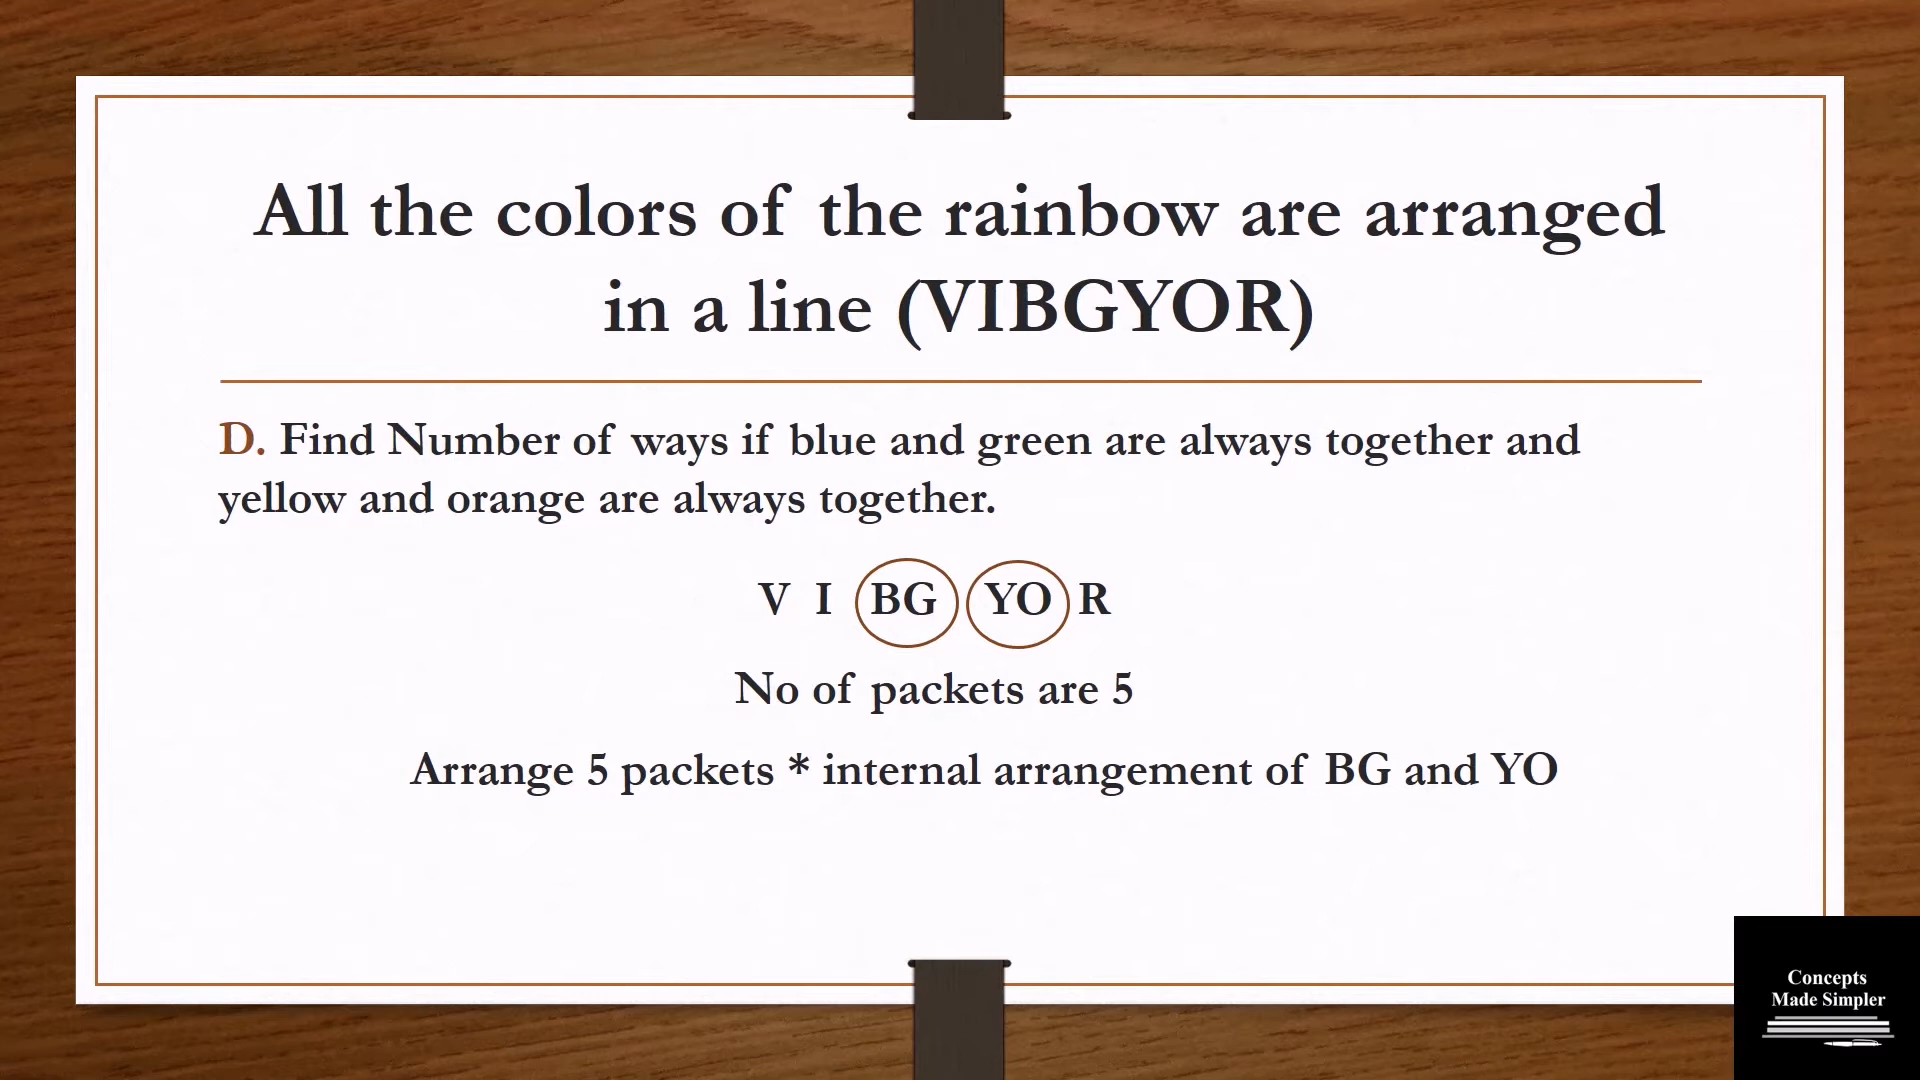 All the colors of the rainbow are arranged
in a line (VIBGYOR)
D. Find Number of ways if blue and green are always together and
yellow and orange are always together.
V I BG YO R
No of packets are 5
Arrange 5 packets * internal arrangement of BG and YO
Concepts
Made Simpler